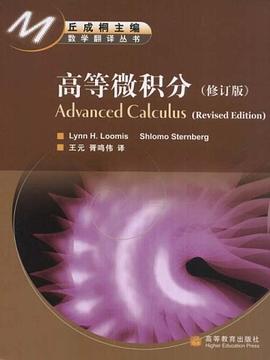 M
丘成桐主编
数学翻译丛书
高等微积分(修订版)
Advanced Calculus (Revised Edition)
Lynn H. Loomis Shlomo Sternberg
王元 胥鸣伟 译
高等教育出版社
Higher Education Press